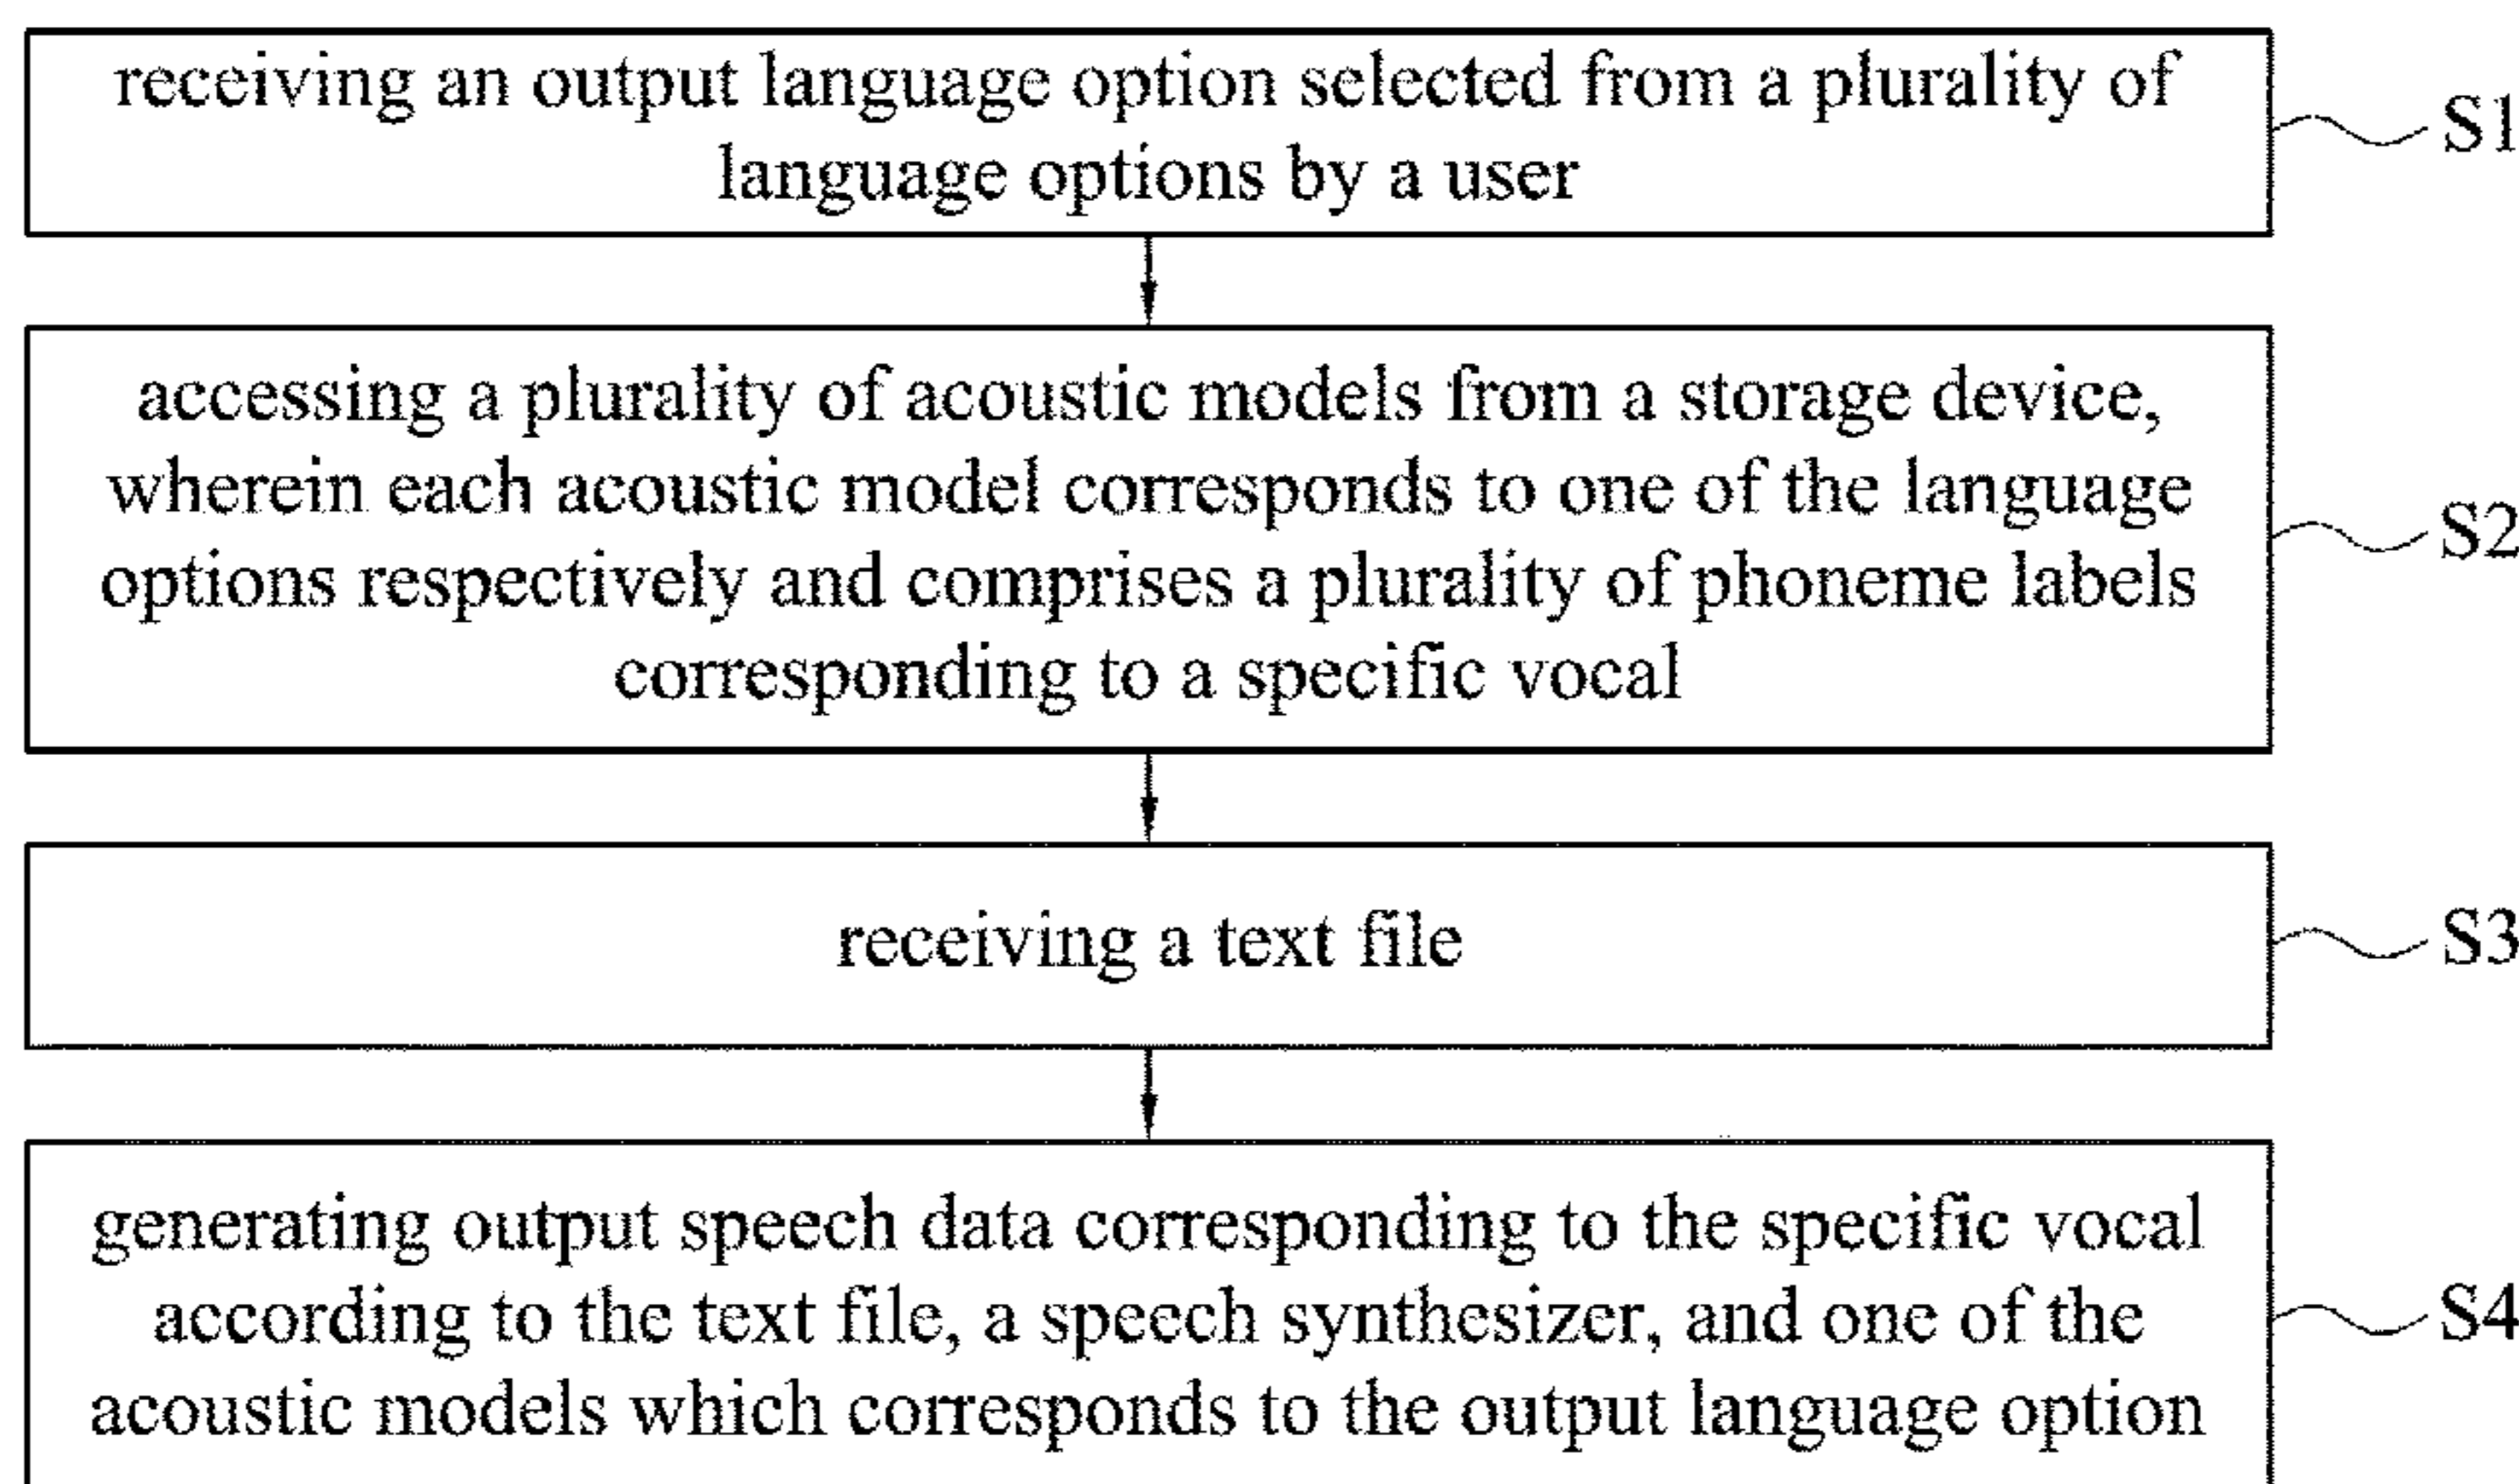 receiving an output language option selected from a plurality of
language options by a user
S1
accessing a plurality of acoustic models from a storage device,
wherein each acoustic model corresponds to one of the language
options respectively and comprises a plurality of phoneme labels
corresponding to a specific vocal
S2
receiving a text file
S3
generating output speech data corresponding to the specific vocal
according to the text file, a speech synthesizer, and one of the
acoustic models which corresponds to the output language option
S4